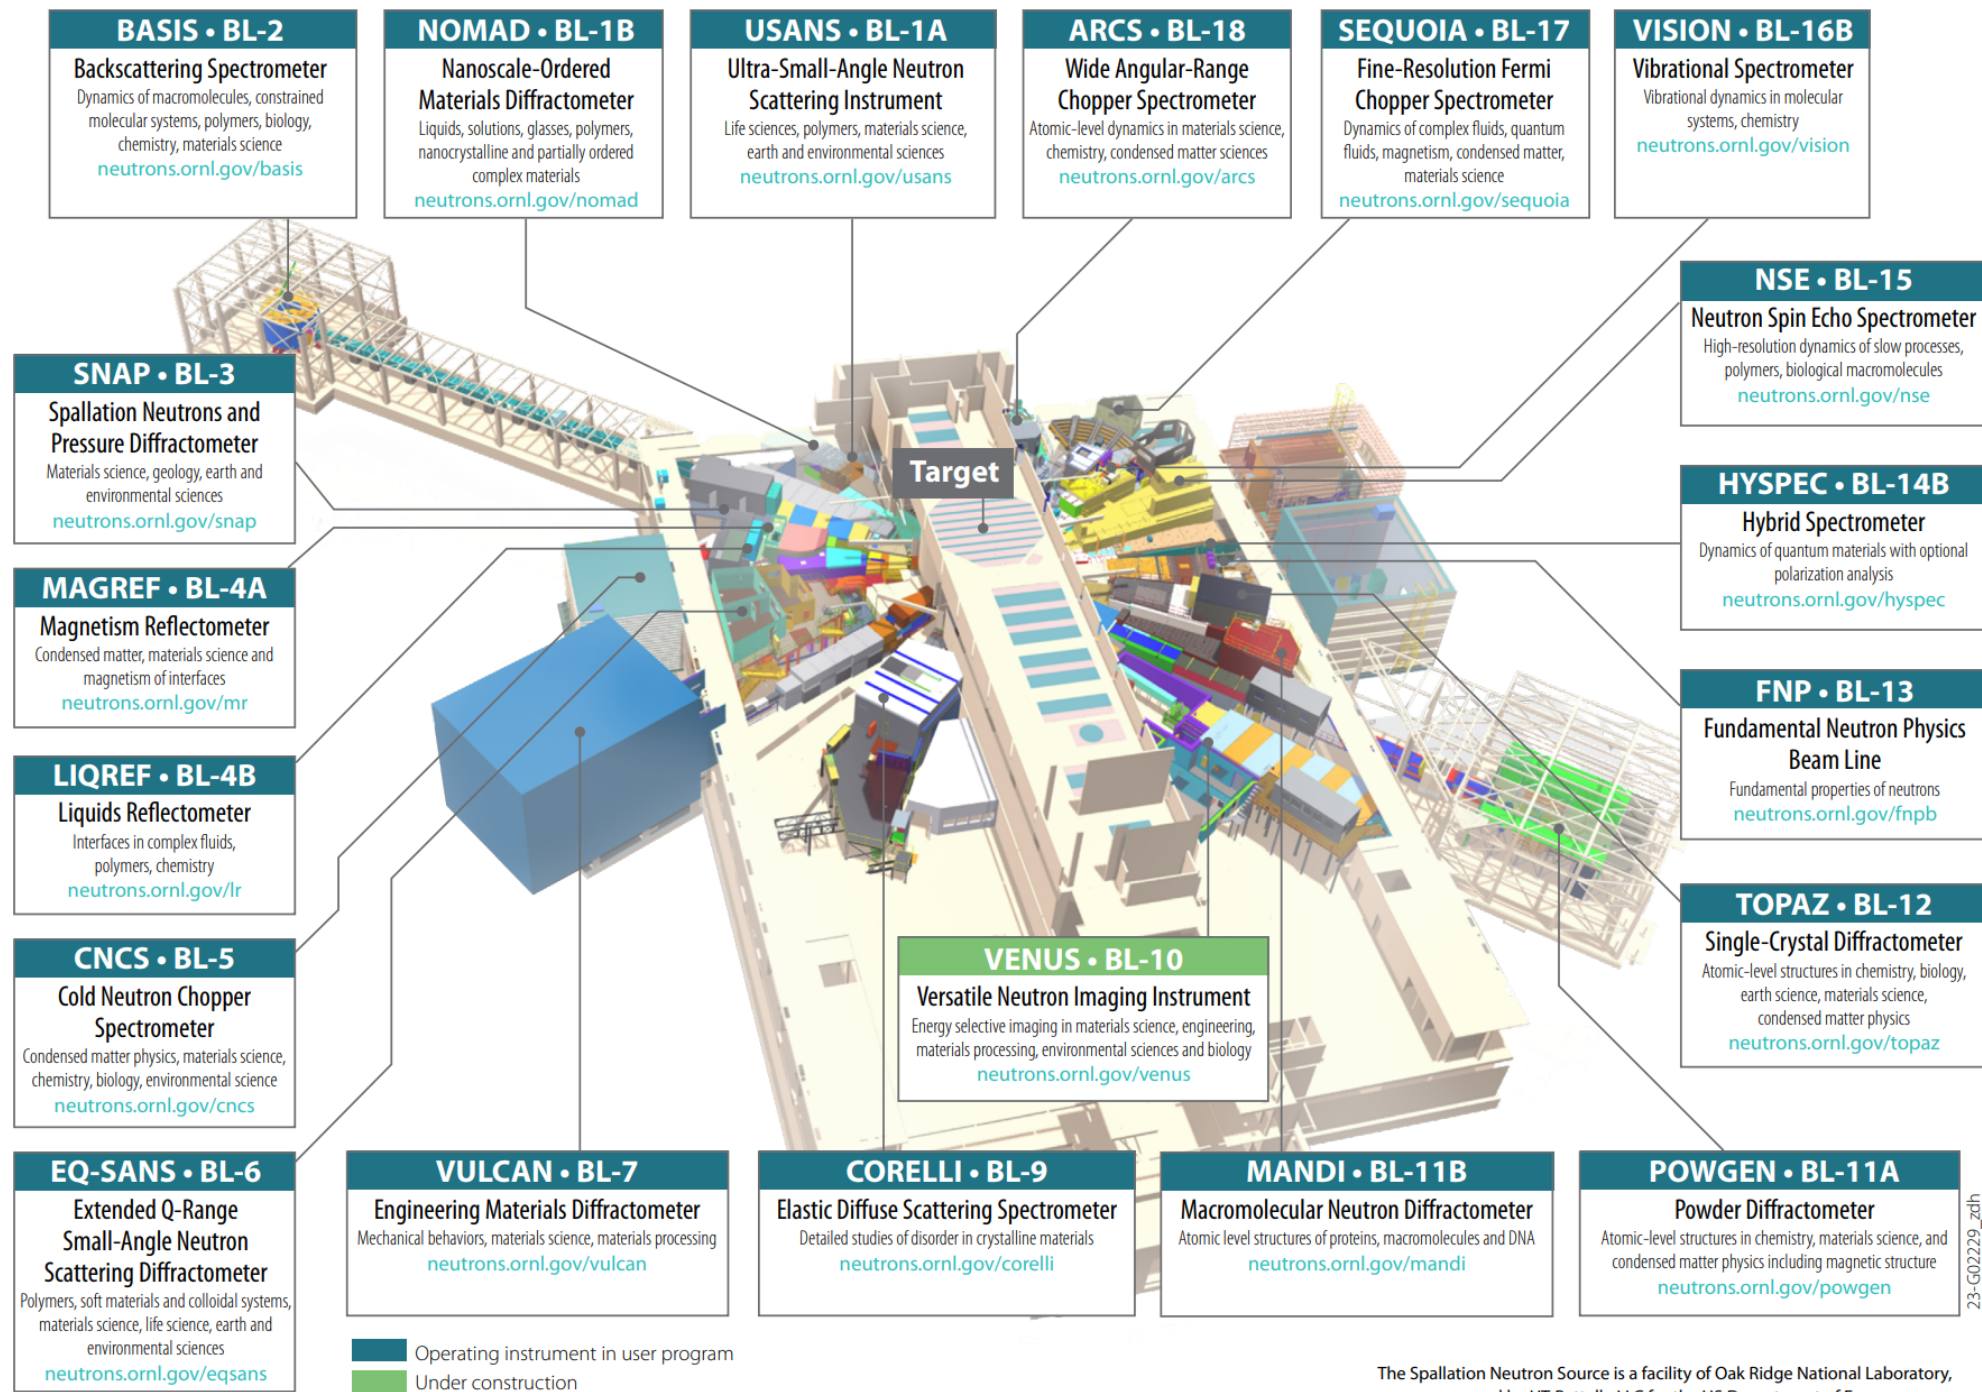 BASIS • BL-2
Backscattering Spectrometer
Dynamics of macromolecules, constrained
molecular systems, polymers, biology,
chemistry, materials science
neutrons.ornl.gov/basis
NOMAD • BL-1B
Nanoscale-Ordered
Materials Diffractometer
Liquids, solutions, glasses, polymers,
nanocrystalline and partially ordered
complex materials
neutrons.ornl.gov/nomad
USANS • BL-1A
Ultra-Small-Angle Neutron
Scattering Instrument
Life sciences, polymers, materials science,
earth and environmental sciences
neutrons.ornl.gov/usans
ARCS • BL-18
Wide Angular-Range
Chopper Spectrometer
Atomic-level dynamics in materials science,
chemistry, condensed matter sciences
neutrons.ornl.gov/arcs
SEQUOIA • BL-17
Fine-Resolution Fermi
Chopper Spectrometer
Dynamics of complex fluids, quantum
fluids, magnetism, condensed matter,
materials science
neutrons.ornl.gov/sequoia
VISION • BL-16B
Vibrational Spectrometer
Vibrational dynamics in molecular
systems, chemistry
neutrons.ornl.gov/vision
NSE • BL-15
Neutron Spin Echo Spectrometer
High-resolution dynamics of slow processes,
polymers, biological macromolecules
neutrons.ornl.gov/nse
SNAP • BL-3
Spallation Neutrons and
Pressure Diffractometer
Materials science, geology, earth and
environmental sciences
neutrons.ornl.gov/snap
Target
HYSPEC • BL-14B
Hybrid Spectrometer
Dynamics of quantum materials with optional
polarization analysis
neutrons.ornl.gov/hyspec
MAGREF • BL-4A
Magnetism Reflectometer
Condensed matter, materials science and
magnetism of interfaces
neutrons.ornl.gov/mr
FNP • BL-13
Fundamental Neutron Physics
Beam Line
Fundamental properties of neutrons
neutrons.ornl.gov/fnpb
LIQREF • BL-4B
Liquids Reflectometer
Interfaces in complex fluids,
polymers, chemistry
neutrons.ornl.gov/lr
TOPAZ • BL-12
Single-Crystal Diffractometer
Atomic-level structures in chemistry, biology,
earth science, materials science,
condensed matter physics
neutrons.ornl.gov/topaz
CNCS • BL-5
Cold Neutron Chopper
Spectrometer
Condensed matter physics, materials science,
chemistry, biology, environmental science
neutrons.ornl.gov/cncs
VENUS • BL-10
Versatile Neutron Imaging Instrument
Energy selective imaging in materials science, engineering,
materials processing, environmental sciences and biology
neutrons.ornl.gov/venus
EQ-SANS • BL-6
Extended Q-Range
Small-Angle Neutron
Scattering Diffractometer
Polymers, soft materials and colloidal systems,
materials science, life science, earth and
environmental sciences
neutrons.ornl.gov/eqsans
VULCAN • BL-7
Engineering Materials Diffractometer
Mechanical behaviors, materials science, materials processing
neutrons.ornl.gov/vulcan
CORELLI • BL-9
Elastic Diffuse Scattering Spectrometer
Detailed studies of disorder in crystalline materials
neutrons.ornl.gov/corelli
MANDI • BL-11B
Macromolecular Neutron Diffractometer
Atomic level structures of proteins, macromolecules and DNA
neutrons.ornl.gov/mandi
POWGEN • BL-11A
Powder Diffractometer
Atomic-level structures in chemistry, materials science, and
condensed matter physics including magnetic structure
neutrons.ornl.gov/powgen
23-G02229_zdh
Operating instrument in user program
Under construction
The Spallation Neutron Source is a facility of Oak Ridge National Laboratory,